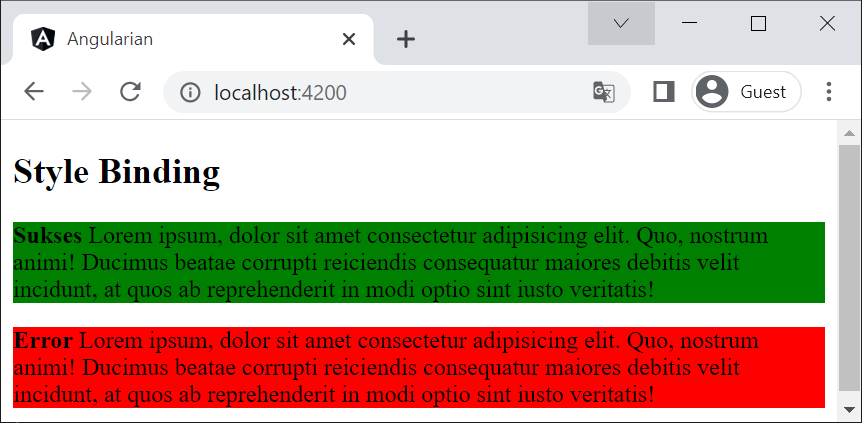 Angularian
localhost:4200
Guest
Style Binding
Sukses Lorem ipsum, dolor sit amet consectetur adipisicing elit. Quo, nostrum
animi! Ducimus beatae corrupti reiciendis consequatur maiores debitis velit
incidunt, at quos ab reprehenderit in modi optio sint iusto veritatis!
Error Lorem ipsum, dolor sit amet consectetur adipisicing elit. Quo, nostrum
animi! Ducimus beatae corrupti reiciendis consequatur maiores debitis velit
incidunt, at quos ab reprehenderit in modi optio sint iusto veritatis!